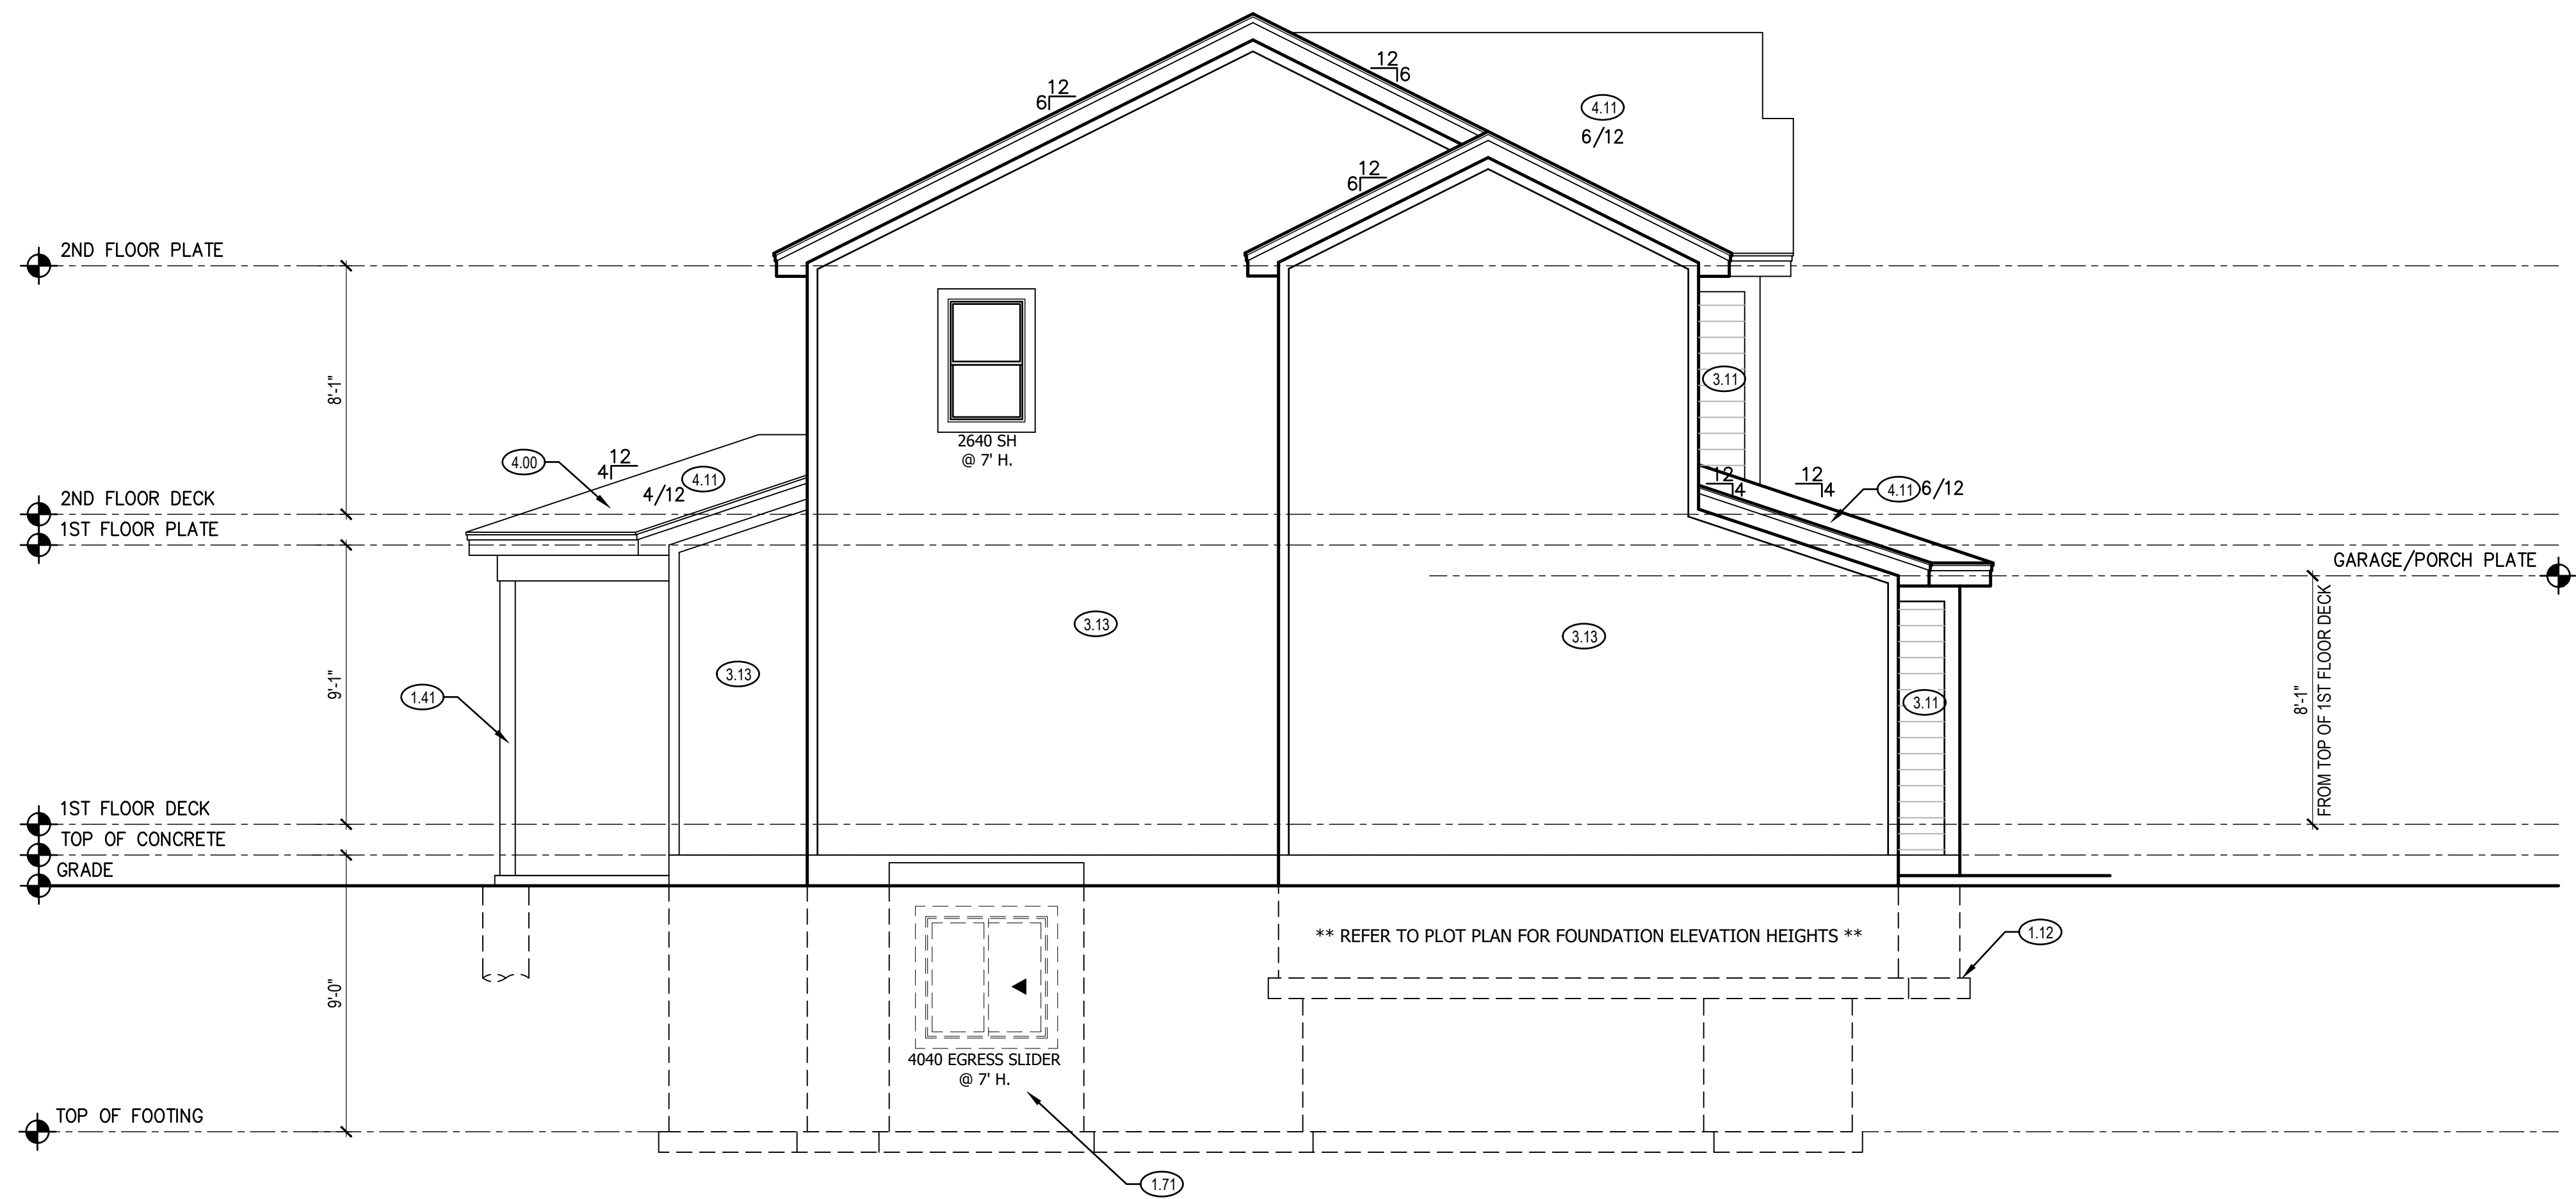 12
6
12
6
4.11
6/12
12
6
2ND FLOOR PLATE
8'-1"
3.11
2640 SH
@ 7' H.
4.00
12
4
4.11
4/12
12
4
12
4
4.11
6/12
2ND FLOOR DECK
1ST FLOOR PLATE
GARAGE/PORCH PLATE
9'-1"
3.13
3.13
3.13
1.41
3.11
8'-1"
FROM TOP OF 1ST FLOOR DECK
1ST FLOOR DECK
TOP OF CONCRETE
GRADE
** REFER TO PLOT PLAN FOR FOUNDATION ELEVATION HEIGHTS **
1.12
9'-0"
4040 EGRESS SLIDER
@ 7' H.
TOP OF FOOTING
1.71